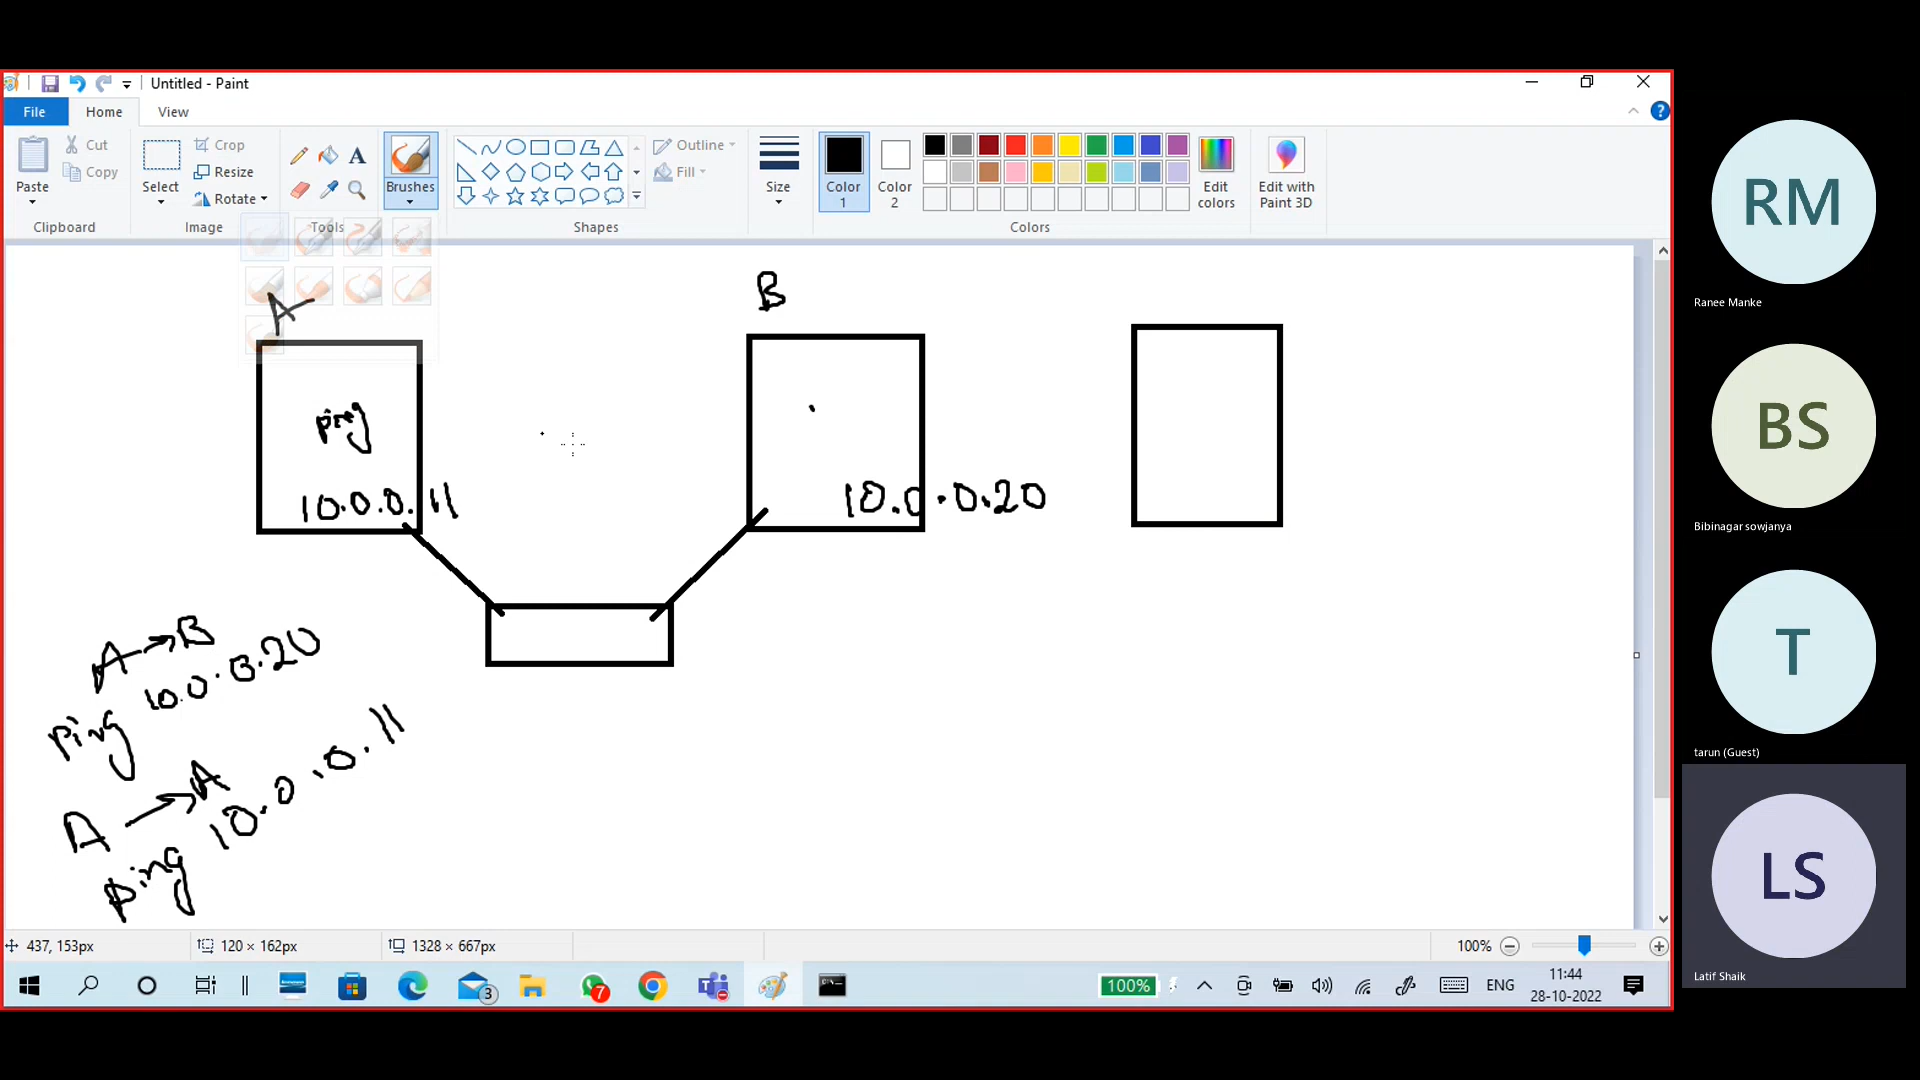 Untitled - Paint
File Home View
Cut
Copy
Paste
Clipboard
Select
Crop
Resize
Rotate
Image
A
Tools
Brushes
Shapes
Outline
Fill
Size
Color 1
Color 2
Colors
Edit colors
Edit with Paint 3D
?
A
B
ping
10.0.0.11
10.0.0.20
A → B
ping 10.0.0.20
A → A
ping 10.0.0.11
437, 153px
120 × 162px
1328 × 667px
100%
3
7
100%
ENG
11:44
28-10-2022
RM
Ranee Manke
BS
Bibinagar sowjanya
T
tarun (Guest)
LS
Latif Shaik